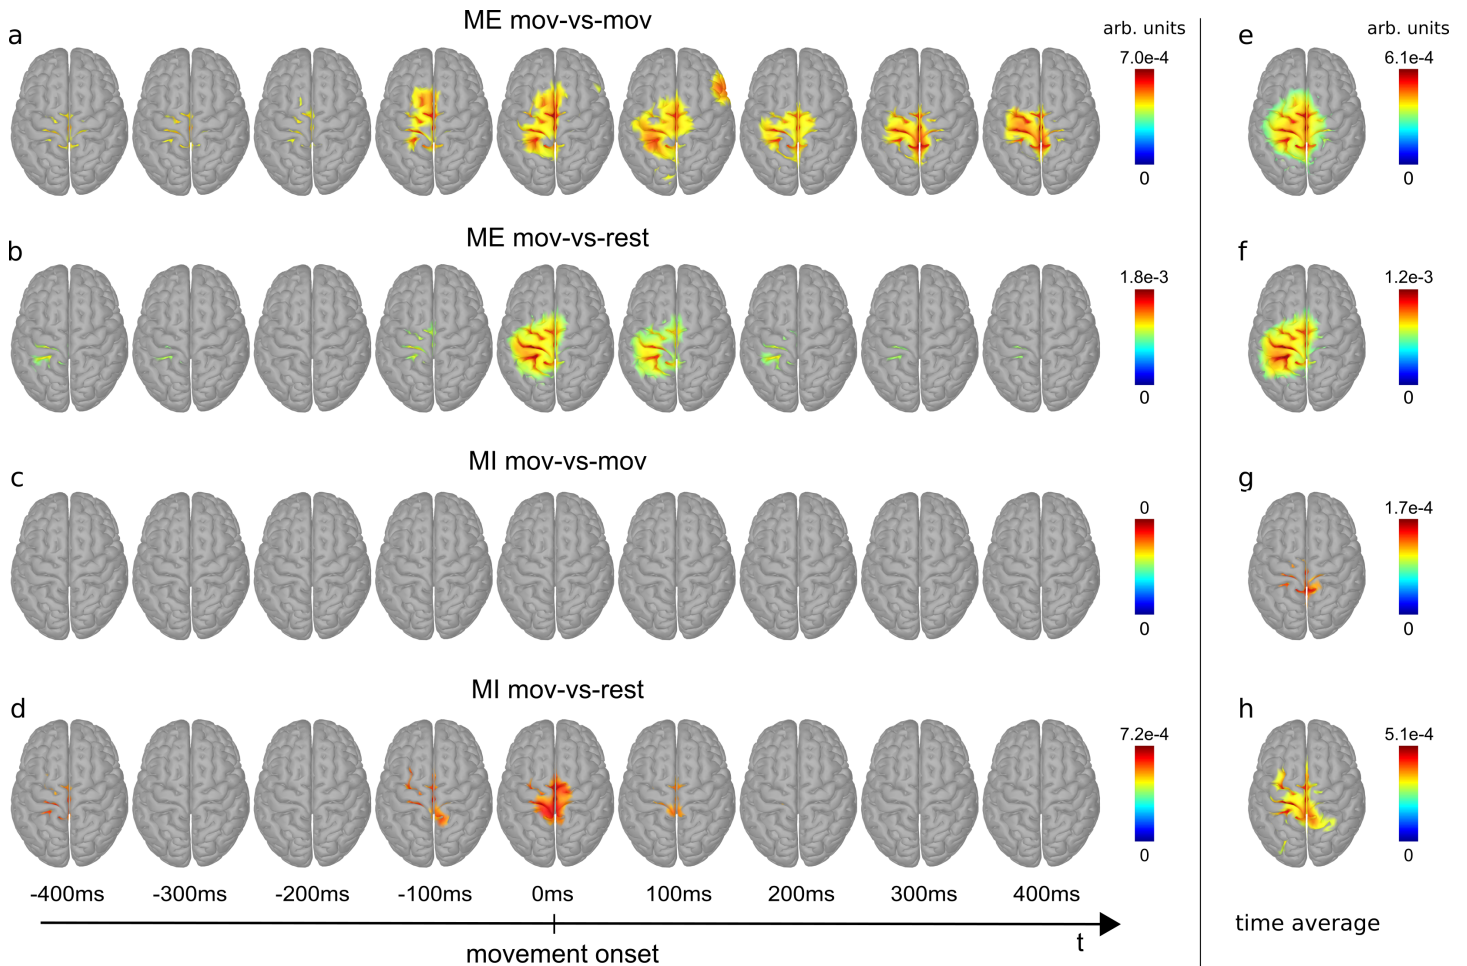 ME mov-vs-mov
a
arb. units
7.0e-4
0
e
arb. units
6.1e-4
0
ME mov-vs-rest
b
1.8e-3
0
f
1.2e-3
0
MI mov-vs-mov
c
0
0
g
1.7e-4
0
MI mov-vs-rest
d
7.2e-4
0
h
5.1e-4
0
-400ms -300ms -200ms -100ms 0ms 100ms 200ms 300ms 400ms
time average
t
movement onset